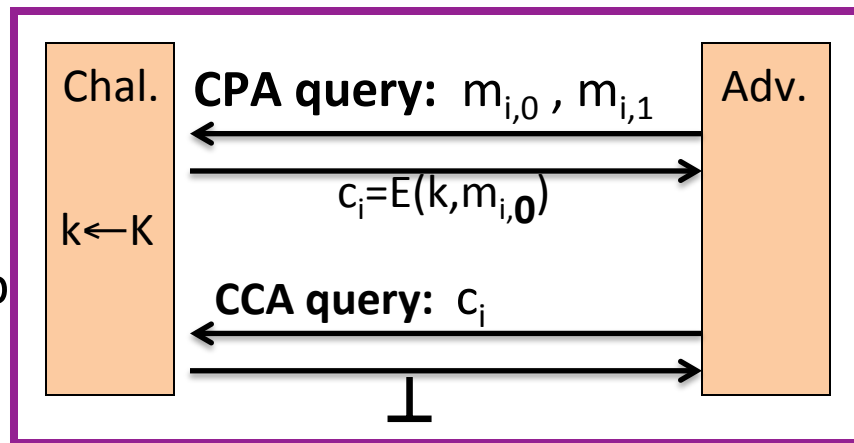 Chal.
CPA query: m_{i,0} , m_{i,1}
Adv.
c_i=E(k,m_{i,0})
k←K
CCA query: c_i
⊥